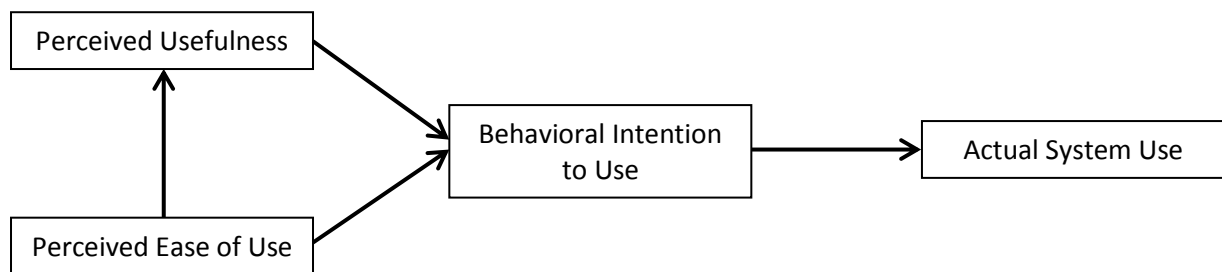 Perceived Usefulness
Behavioral Intention
to Use
Actual System Use
Perceived Ease of Use